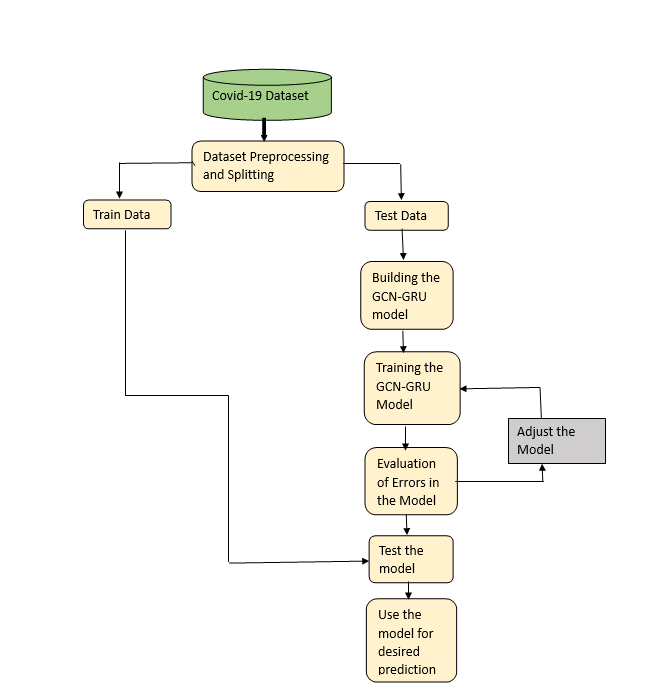 Covid-19 Dataset
Dataset Preprocessing
and Splitting
Train Data
Test Data
Building the
GCN-GRU
model
Training the
GCN-GRU
Model
Adjust the
Model
Evaluation
of Errors in
the Model
Test the
model
Use the
model for
desired
prediction